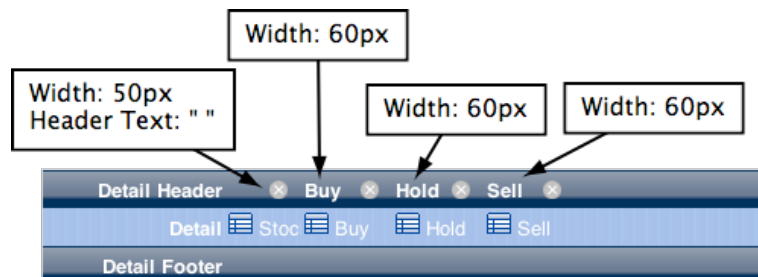 Width: 60px
Width: 50px
Header Text: " "
Width: 60px
Width: 60px
Detail Header Buy Hold Sell
Detail Stoc Buy Hold Sell
Detail Footer